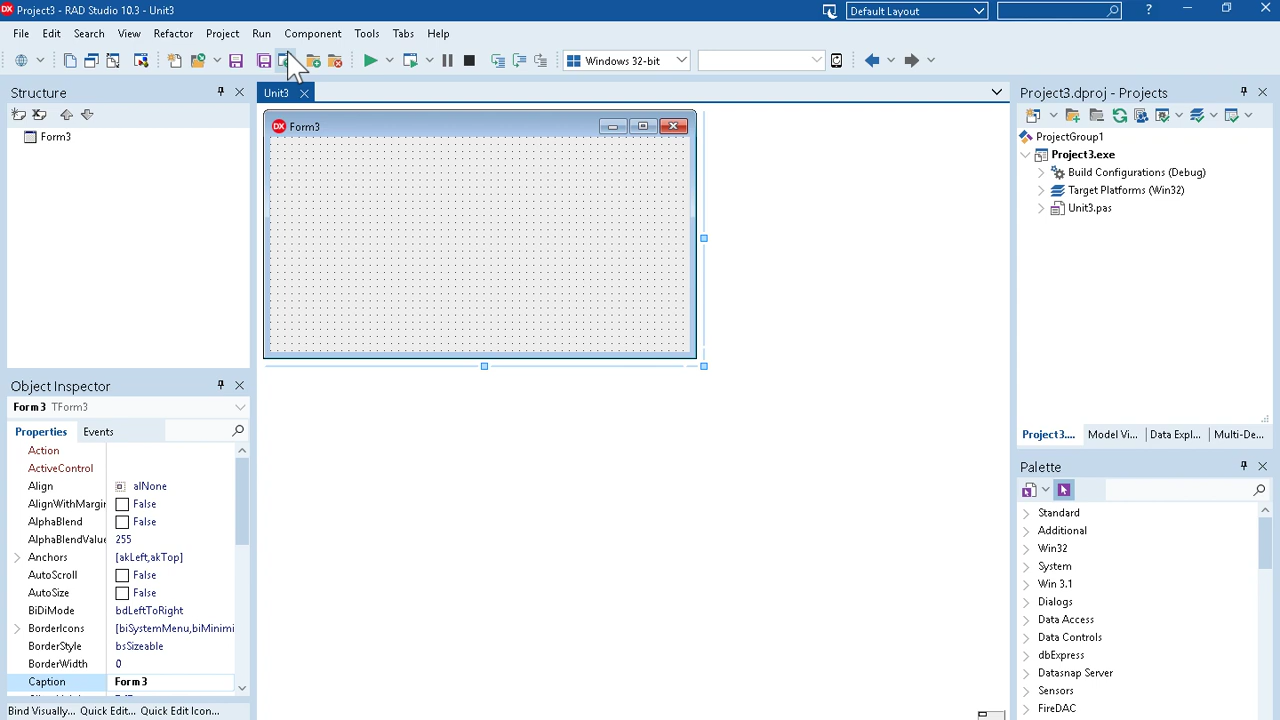 DX Project3 - RAD Studio 10.3 - Unit3
Default Layout
?
File Edit Search View Refactor Project Run Component Tools Tabs Help
Windows 32-bit
Structure
Form3
Unit3
DX Form3
Project3.dproj - Projects
ProjectGroup1
Project3.exe
Build Configurations (Debug)
Target Platforms (Win32)
Unit3.pas
Project3.... Model Vi... Data Expl... Multi-De...
Object Inspector
Form3 TForm3
Properties Events
Action
ActiveControl
Align alNone
AlignWithMargin False
AlphaBlend False
AlphaBlendValue 255
Anchors [akLeft,akTop]
AutoScroll False
AutoSize False
BiDiMode bdLeftToRight
BorderIcons [biSystemMenu,biMinimi
BorderStyle bsSizeable
BorderWidth 0
Caption Form3
Bind Visually... Quick Edit... Quick Edit Icon...
Palette
Standard
Additional
Win32
System
Win 3.1
Dialogs
Data Access
Data Controls
dbExpress
Datasnap Server
Sensors
FireDAC